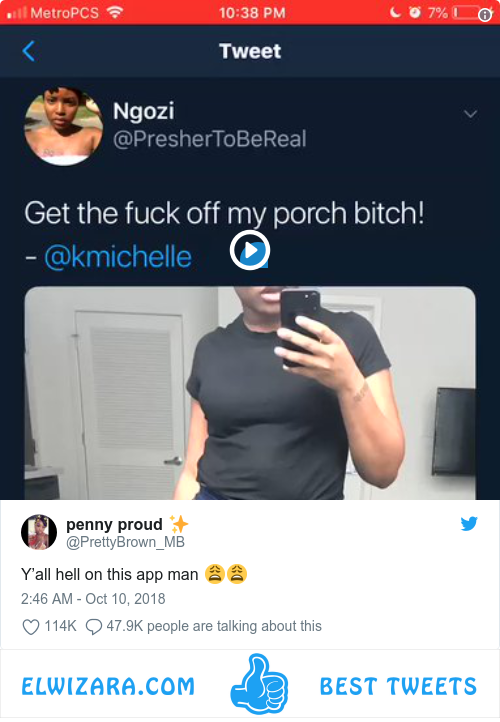 MetroPCS 10:38 PM 7%
Tweet
Ngozi
@PresherToBeReal
Get the fuck off my porch bitch!
- @kmichelle
penny proud ✨
@PrettyBrown_MB
Y'all hell on this app man 😩😩
2:46 AM - Oct 10, 2018
114K 47.9K people are talking about this
ELWIZARA.COM BEST TWEETS